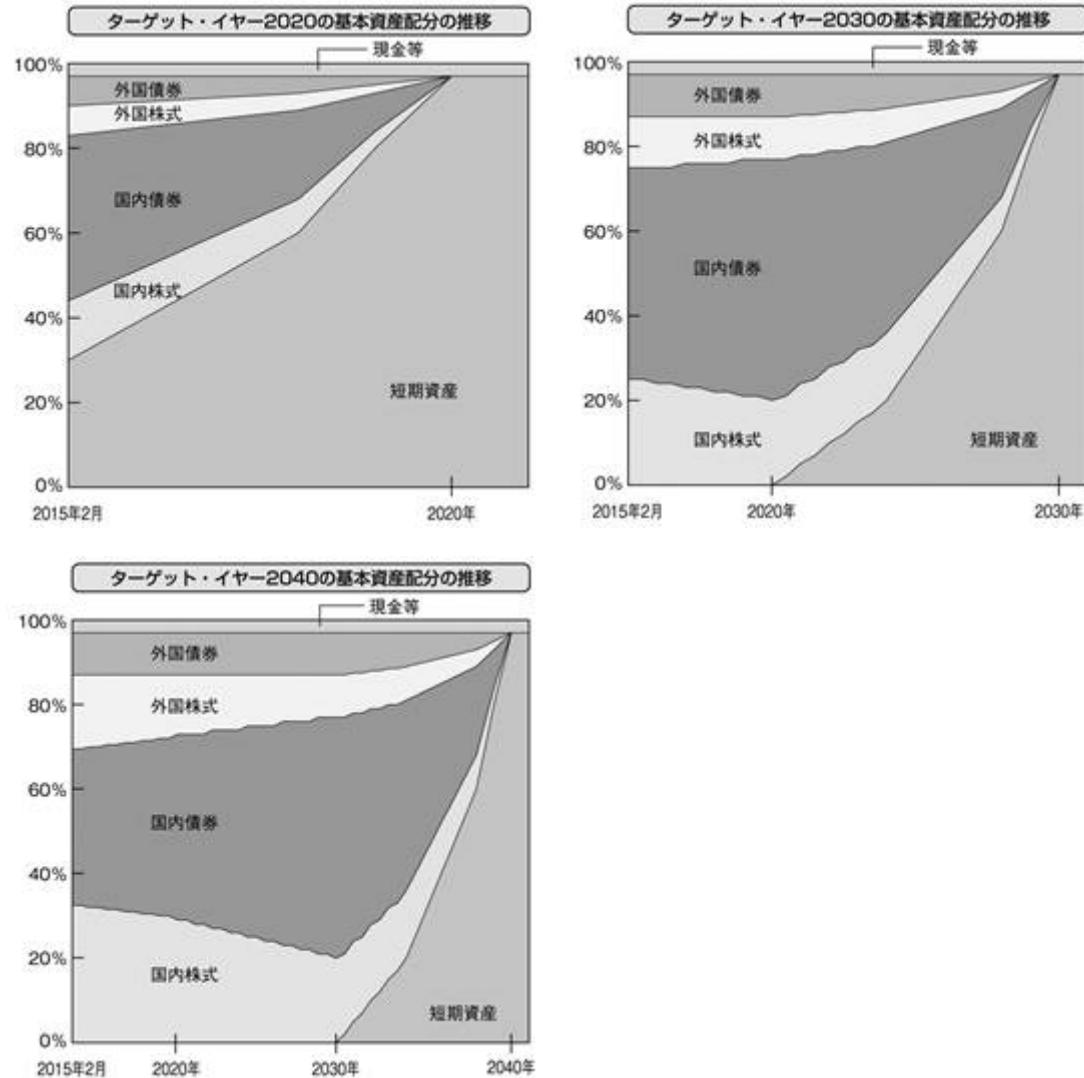 ターゲット・イヤー2020の基本資産配分の推移
現金等
100%
外国債券
外国株式
80%
国内債券
60%
国内株式
40%
短期資産
20%
0%
2015年2月
2020年
ターゲット・イヤー2030の基本資産配分の推移
現金等
100%
外国債券
外国株式
80%
60%
国内債券
40%
20%
国内株式
短期資産
0%
2015年2月
2020年
2030年
ターゲット・イヤー2040の基本資産配分の推移
現金等
100%
外国債券
外国株式
80%
60%
国内債券
40%
20%
国内株式
短期資産
0%
2015年2月
2020年
2030年
2040年